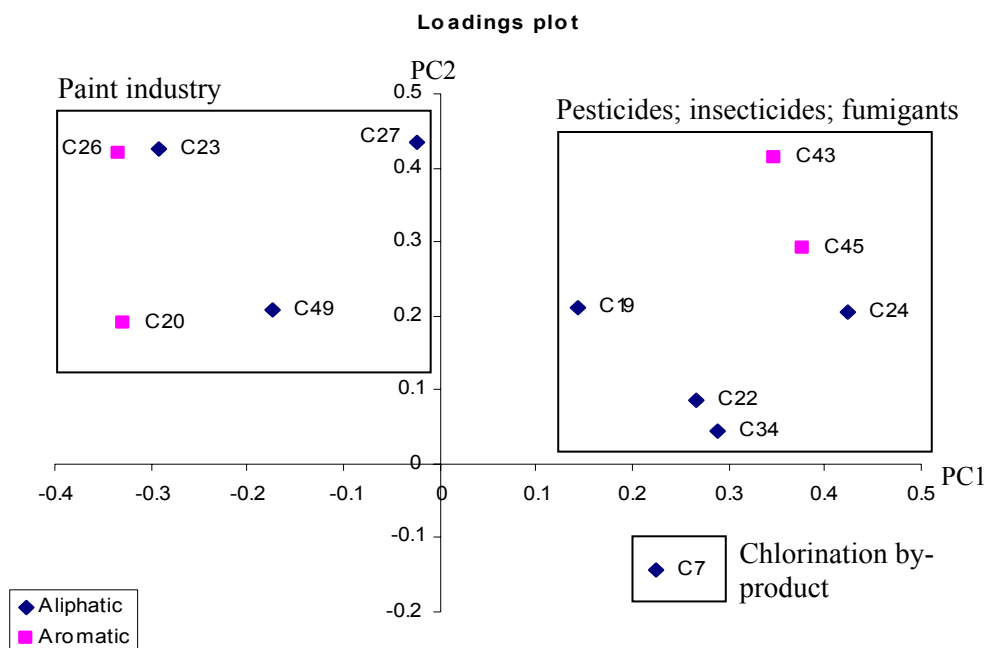 Loadings plot
PC2
Paint industry
Pesticides; insecticides; fumigants
0.5
C26
C23
C27
C43
0.4
0.3
C45
C20
C49
0.2
C19
C24
0.1
C22
C34
0
-0.4
-0.3
-0.2
-0.1
0
0.1
0.2
0.3
0.4
0.5
PC1
-0.1
C7
Chlorination by-
product
-0.2
Aliphatic
Aromatic